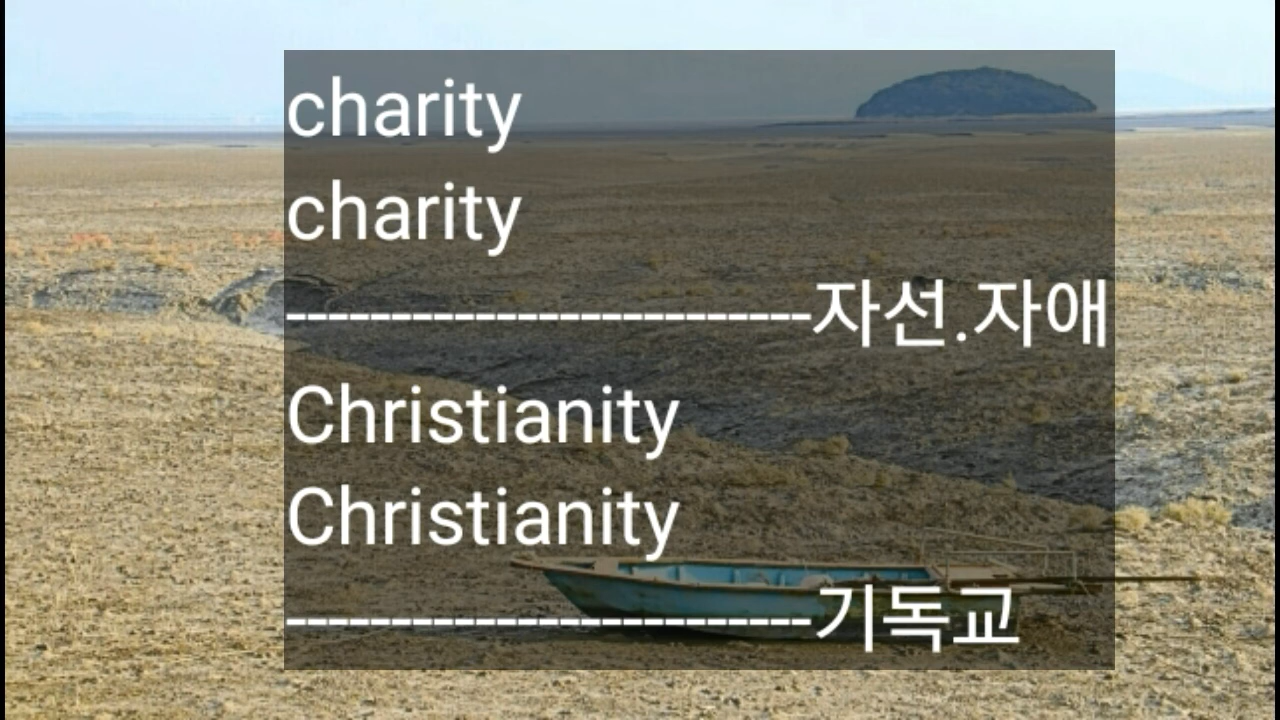 charity
charity
-------------------------자선.자애
Christianity
Christianity
-------------------------기독교